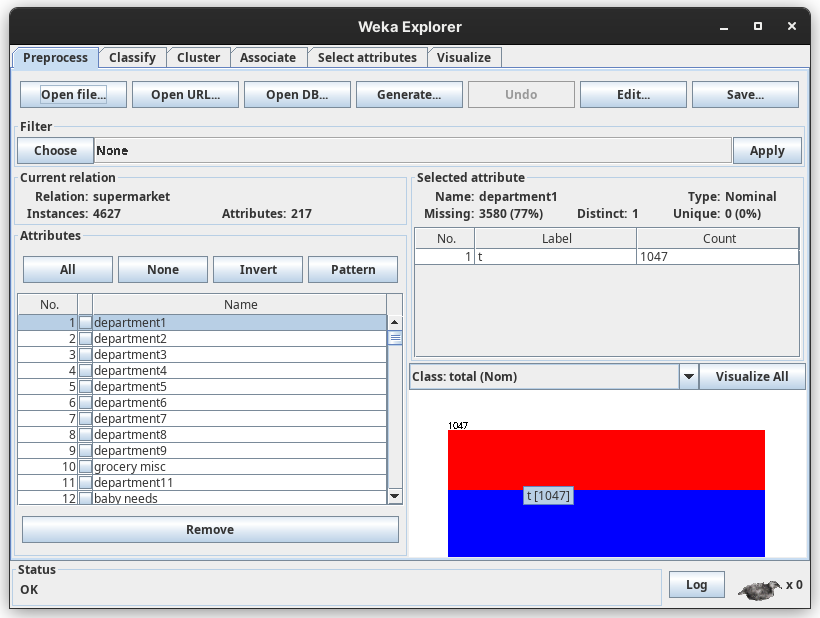 Weka Explorer
Preprocess Classify Cluster Associate Select attributes Visualize
Open file... Open URL... Open DB... Generate... Undo Edit... Save...
Filter
Choose None Apply
Current relation
Relation: supermarket
Instances: 4627 Attributes: 217
Selected attribute
Name: department1 Type: Nominal
Missing: 3580 (77%) Distinct: 1 Unique: 0 (0%)
No. Label Count
1 t 1047
Attributes
All None Invert Pattern
No. Name
1 department1
2 department2
3 department3
4 department4
5 department5
6 department6
7 department7
8 department8
9 department9
10 grocery misc
11 department11
12 baby needs
Remove
Class: total (Nom) Visualize All
1047
t [1047]
Status
OK
Log x 0